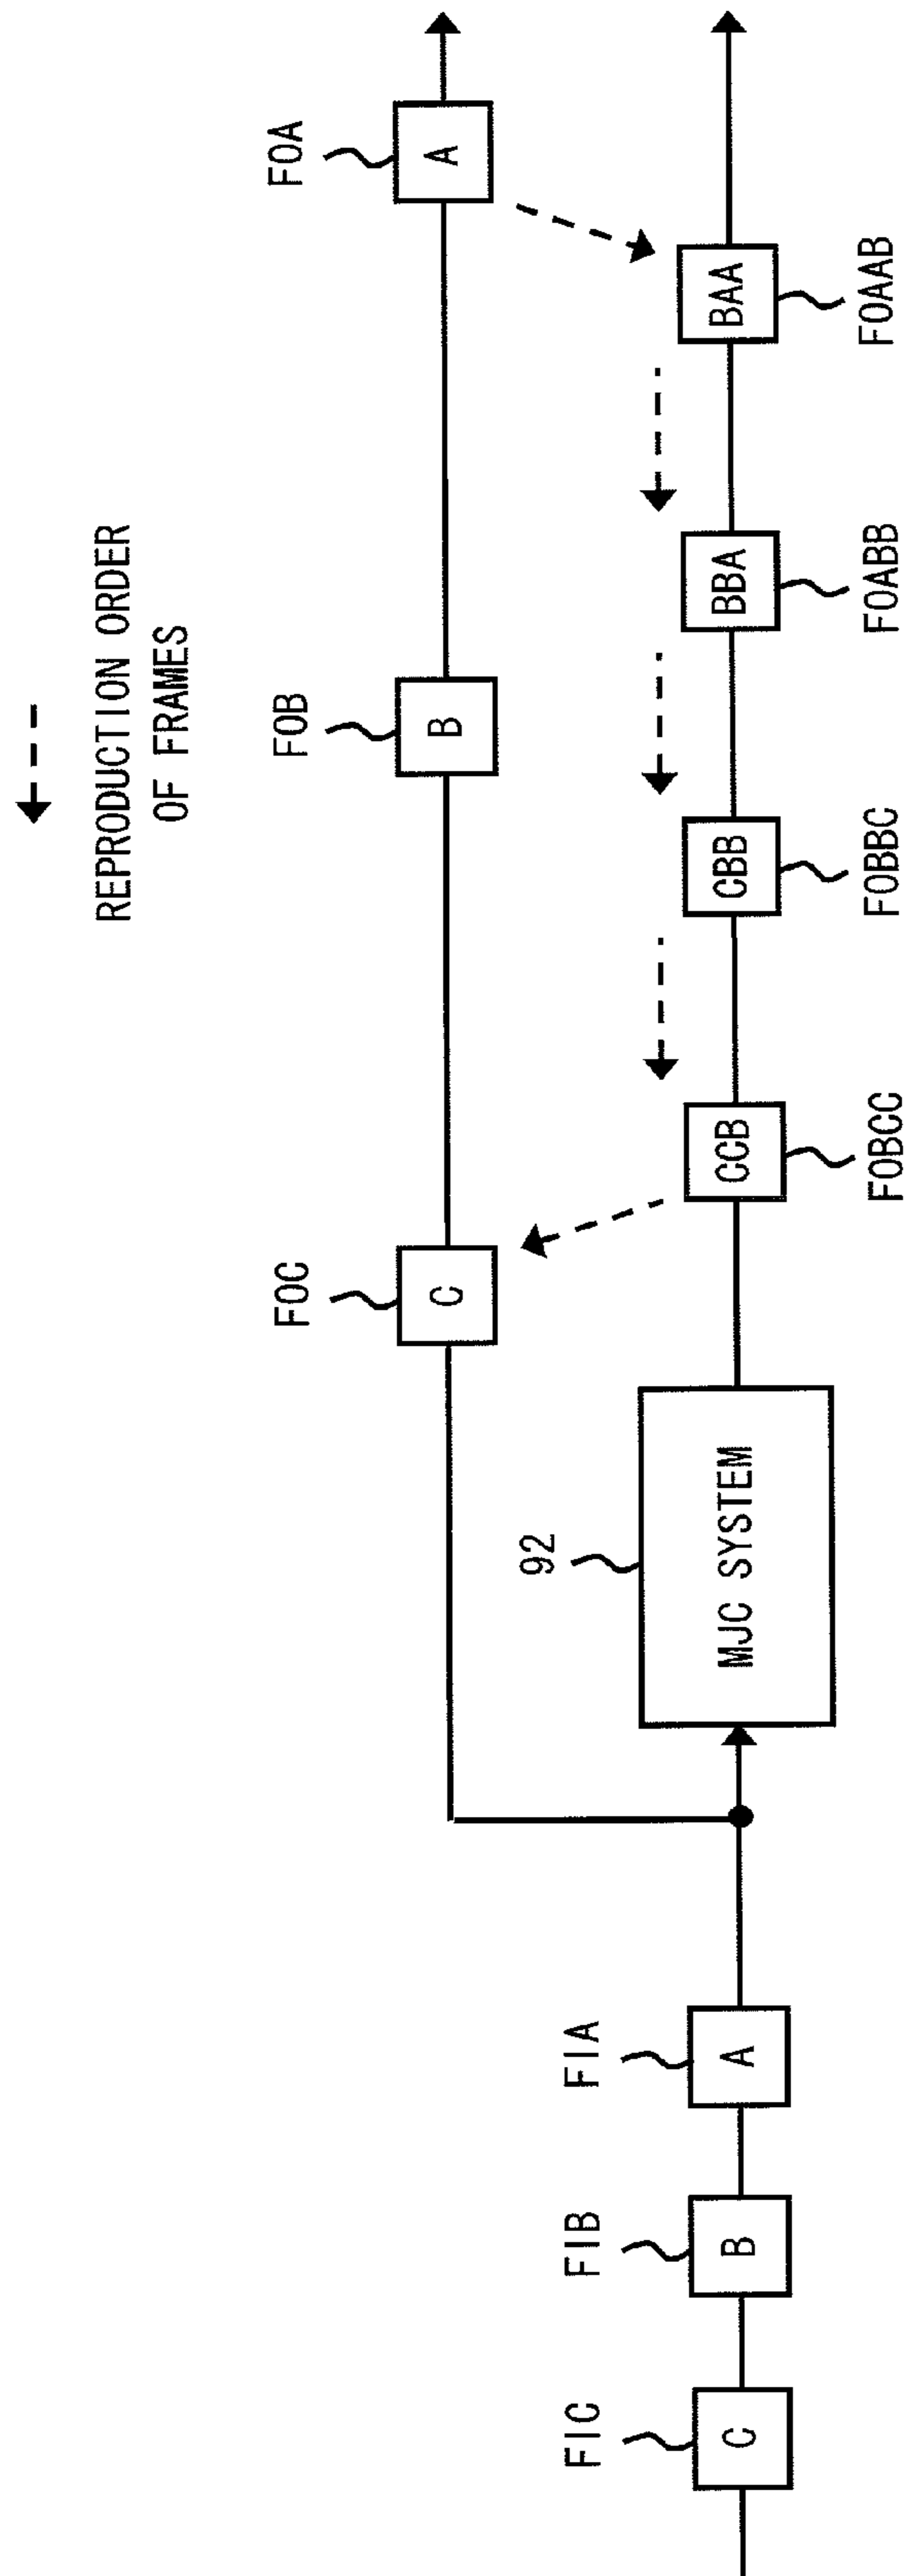 REPRODUCTION ORDER
OF FRAMES
FIC
FIB
FIA
92
FOC
FOB
FOA
C
B
A
C
B
A
MJC SYSTEM
CCB
CBB
BBA
BAA
FOBCC
FOBBC
FOABB
FOAAB